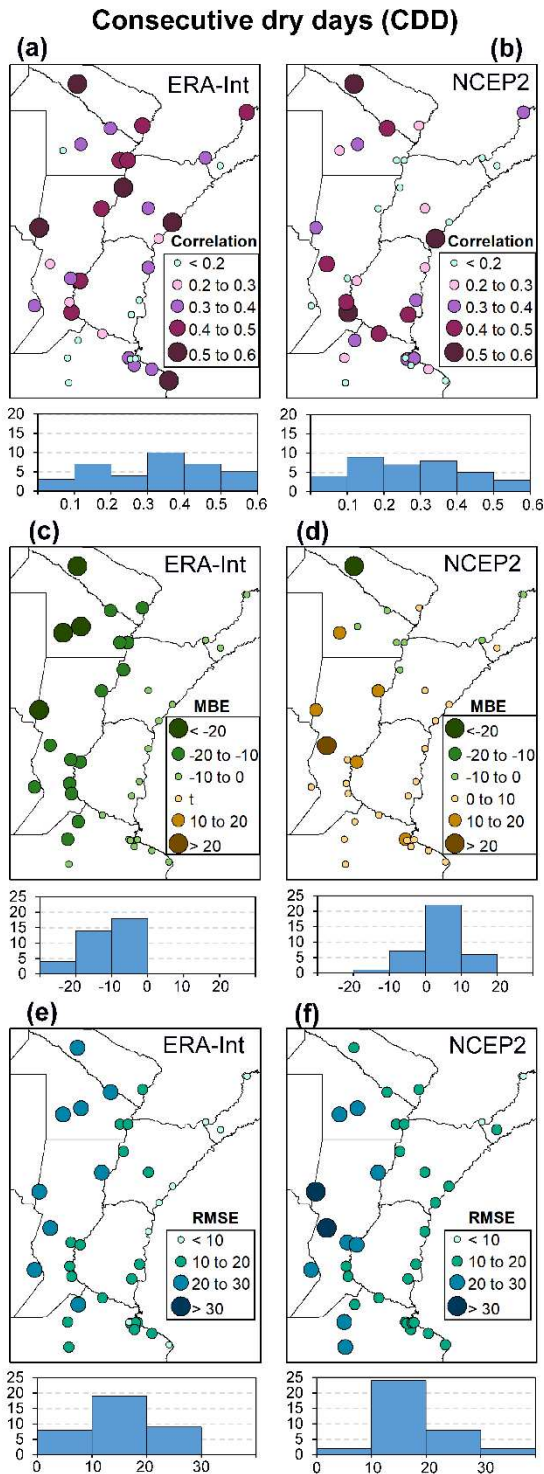 Consecutive dry days (CDD)
(a)
(b)
ERA-Int
NCEP2
Correlation
< 0.2
0.2 to 0.3
0.3 to 0.4
0.4 to 0.5
0.5 to 0.6
Correlation
< 0.2
0.2 to 0.3
0.3 to 0.4
0.4 to 0.5
0.5 to 0.6
20
15
10
5
0
0.1 0.2 0.3 0.4 0.5 0.6
20
15
10
5
0
0.1 0.2 0.3 0.4 0.5 0.6
(c)
(d)
ERA-Int
NCEP2
MBE
< -20
-20 to -10
-10 to 0
t
10 to 20
> 20
MBE
<-20
-20 to -10
-10 to 0
0 to 10
10 to 20
> 20
25
20
15
10
5
0
-20 -10 0 10 20
25
20
15
10
5
0
-20 -10 0 10 20
(e)
(f)
ERA-Int
NCEP2
RMSE
< 10
10 to 20
20 to 30
> 30
RMSE
< 10
10 to 20
20 to 30
> 30
25
20
15
10
5
0
0 10 20 30
25
20
15
10
5
0
0 10 20 30